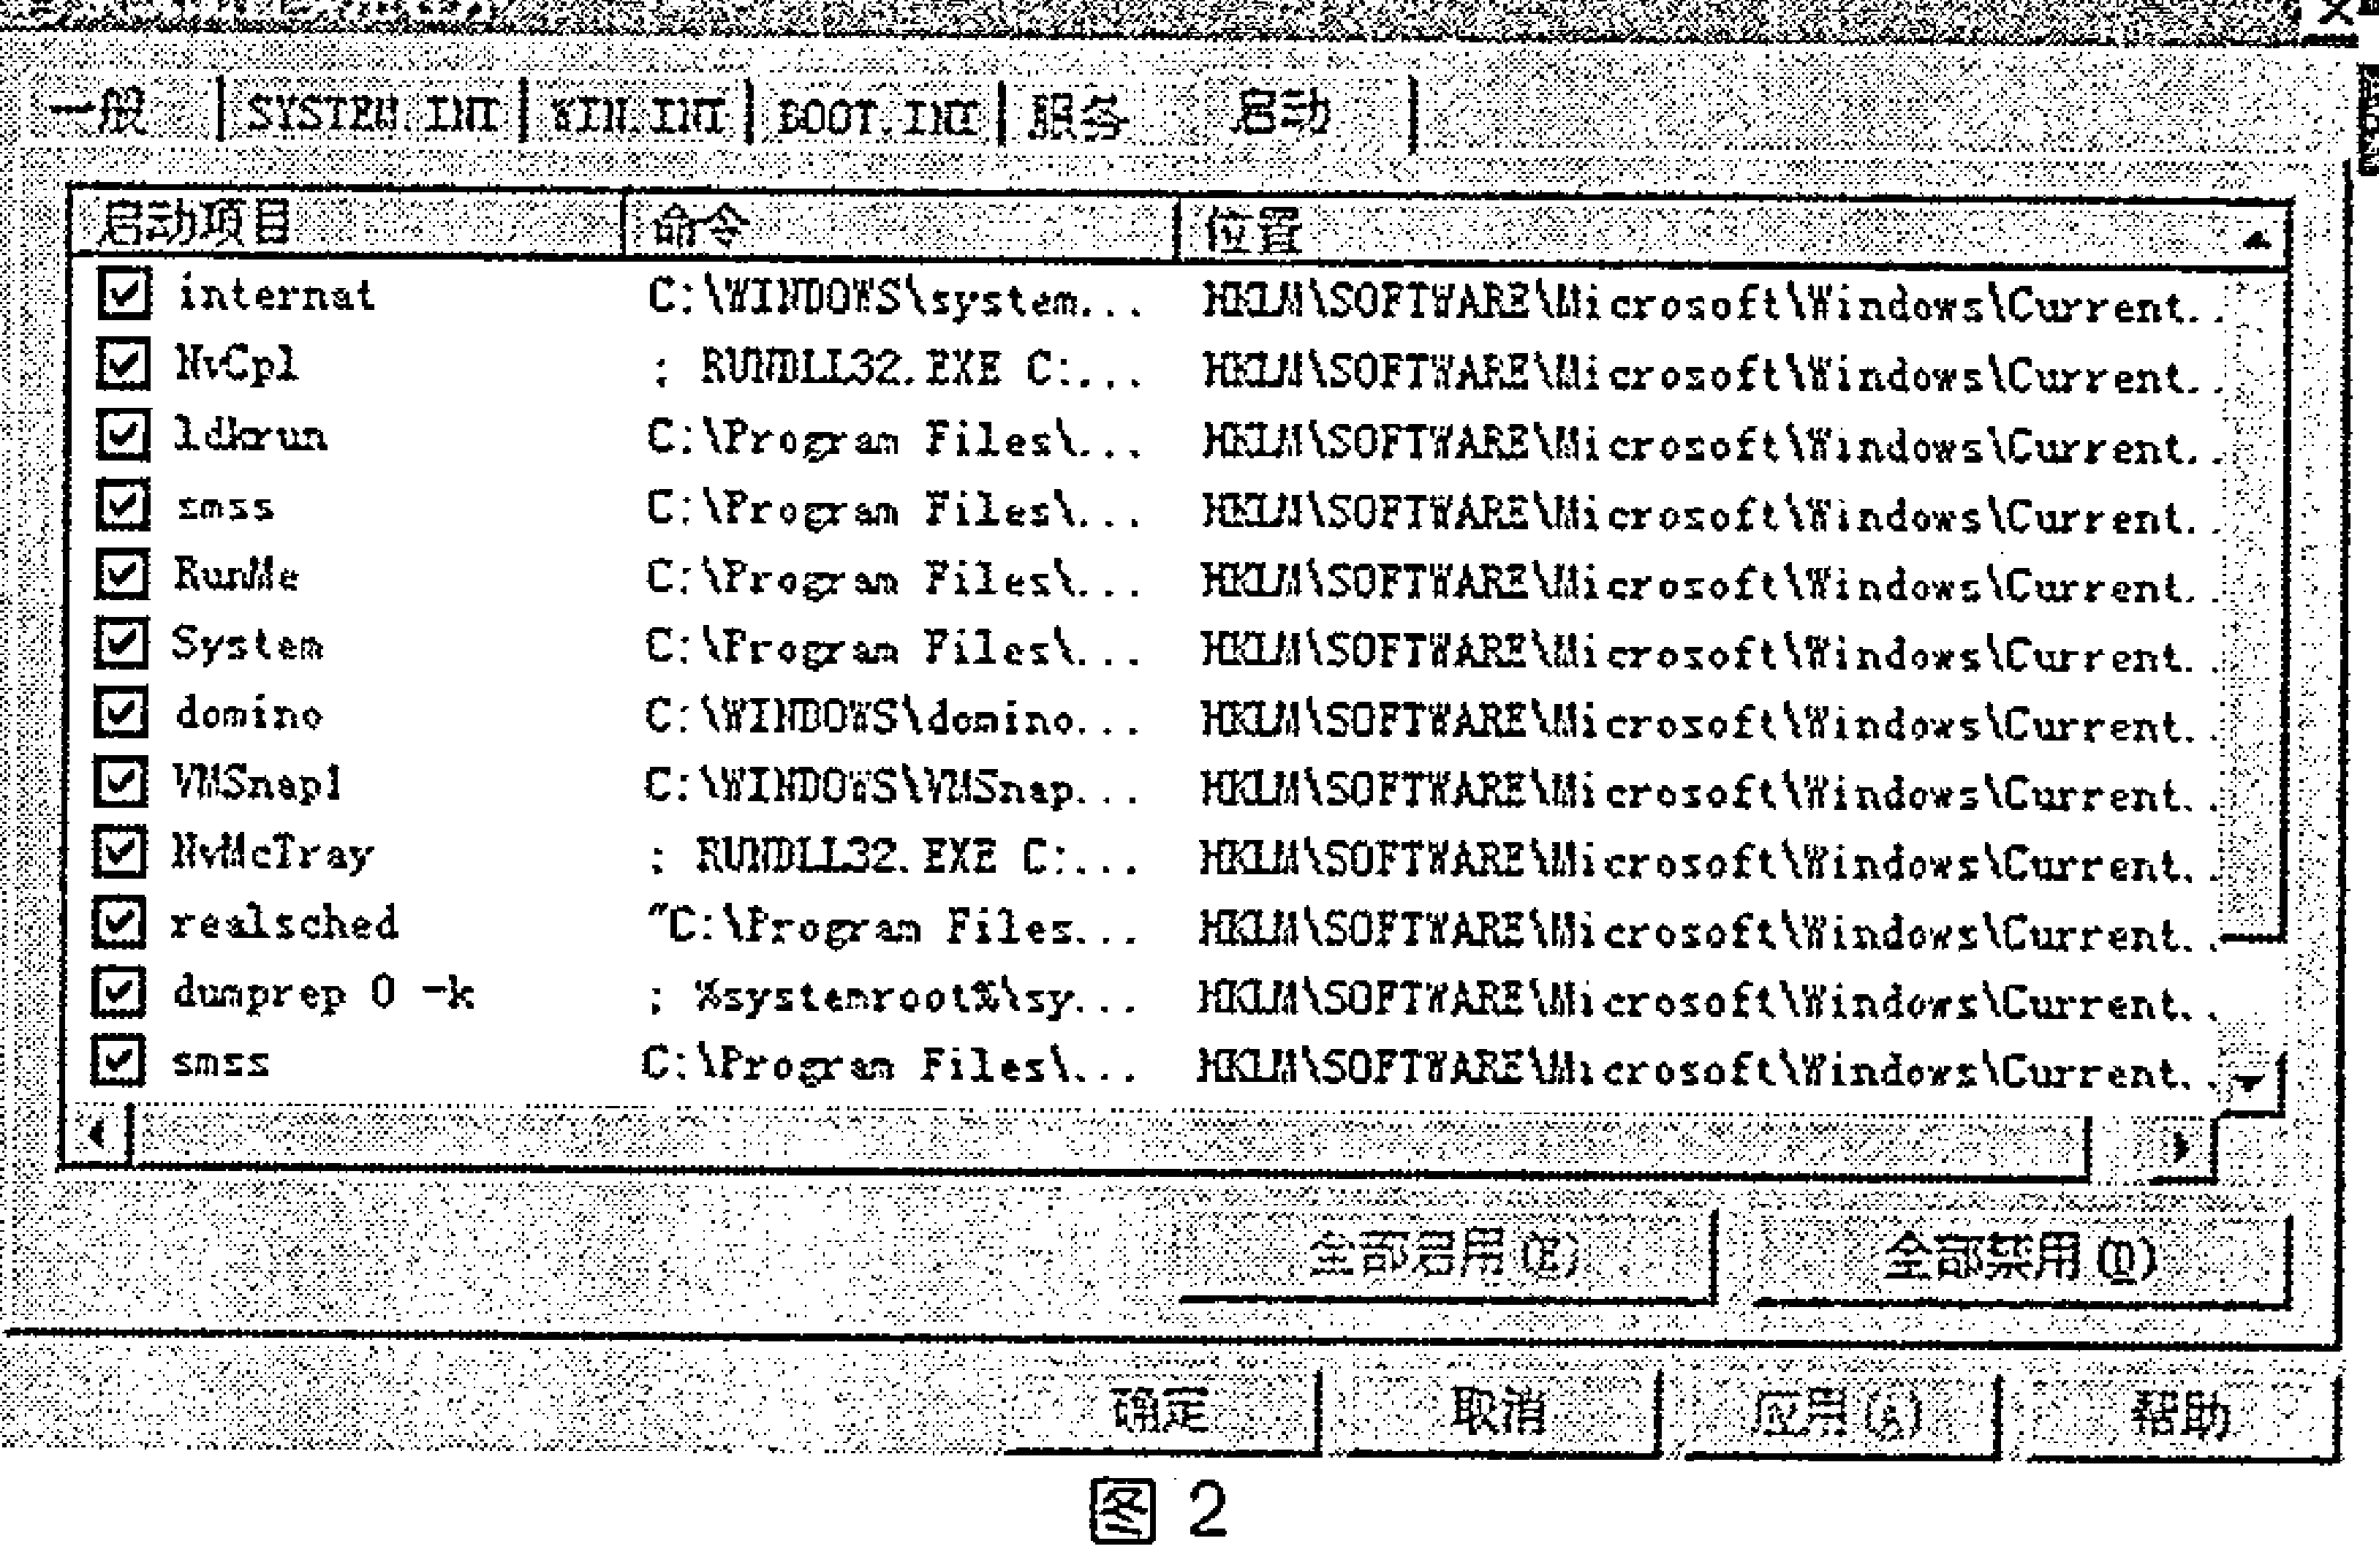 一般 SYSTEM.INI WIN.INI BOOT.INI 服务 启动
启动项目 命令 位置
internat C:\WINDOWS\system... HKLM\SOFTWARE\Microsoft\Windows\Current..
NvCpl ; RUNDLL32.EXE C:... HKLM\SOFTWARE\Microsoft\Windows\Current..
ldkrun C:\Program Files\... HKLM\SOFTWARE\Microsoft\Windows\Current..
smss C:\Program Files\... HKLM\SOFTWARE\Microsoft\Windows\Current..
RunMe C:\Program Files\... HKLM\SOFTWARE\Microsoft\Windows\Current..
System C:\Program Files\... HKLM\SOFTWARE\Microsoft\Windows\Current..
domino C:\WINDOWS\domino... HKLM\SOFTWARE\Microsoft\Windows\Current..
VMSnap1 C:\WINDOWS\VMSnap... HKLM\SOFTWARE\Microsoft\Windows\Current..
NvMcTray ; RUNDLL32.EXE C:... HKLM\SOFTWARE\Microsoft\Windows\Current..
realsched "C:\Program Files... HKLM\SOFTWARE\Microsoft\Windows\Current..
dumprep 0 -k ; %systemroot%\sy... HKLM\SOFTWARE\Microsoft\Windows\Current..
smss C:\Program Files\... HKLM\SOFTWARE\Microsoft\Windows\Current..
全部启用(E) 全部禁用(D)
确定 取消 应用(A) 帮助
图 2